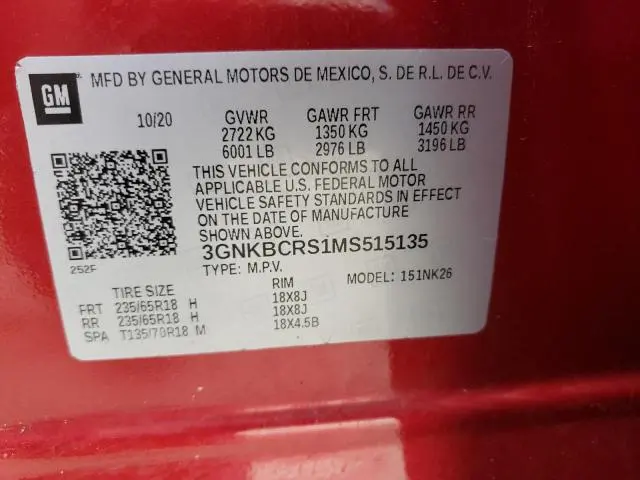 GM
MFD BY GENERAL MOTORS DE MEXICO, S. DE R.L. DE C.V.
10/20 GVWR GAWR FRT GAWR RR
2722 KG 1350 KG 1450 KG
6001 LB 2976 LB 3196 LB
THIS VEHICLE CONFORMS TO ALL
APPLICABLE U.S. FEDERAL MOTOR
VEHICLE SAFETY STANDARDS IN EFFECT
ON THE DATE OF MANUFACTURE
SHOWN ABOVE.
3GNKBCRS1MS515135
252F
TYPE: M.P.V. MODEL: 151NK26
TIRE SIZE RIM
FRT 235/65R18 H 18X8J
RR 235/65R18 H 18X8J
SPA T135/70R18 M 18X4.5B